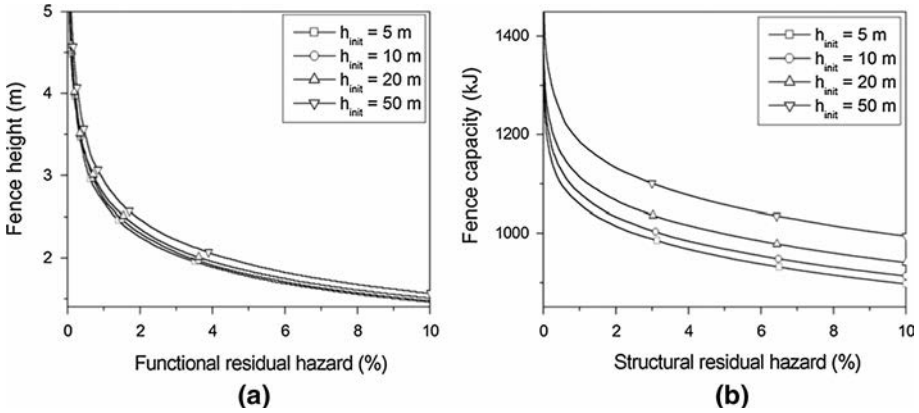 5
4
3
2
Fence height (m)
h_init = 5 m
h_init = 10 m
h_init = 20 m
h_init = 50 m
0 2 4 6 8 10
Functional residual hazard (%)
(a)
1400
1200
1000
Fence capacity (kJ)
h_init = 5 m
h_init = 10 m
h_init = 20 m
h_init = 50 m
0 2 4 6 8 10
Structural residual hazard (%)
(b)